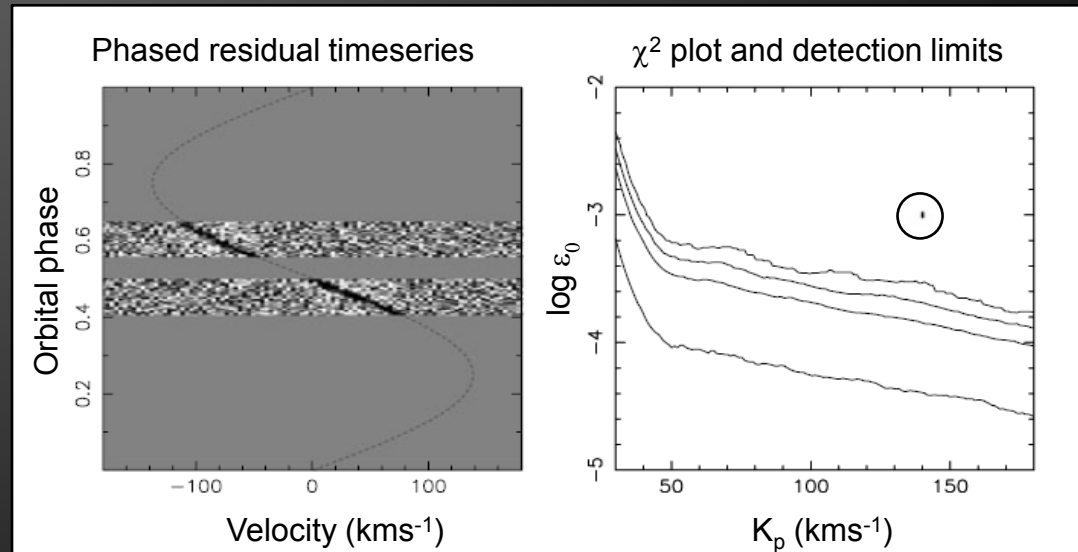 Phased residual timeseries
χ² plot and detection limits
Orbital phase
0.8
0.6
0.4
0.2
−100
0
100
Velocity (kms⁻¹)
log ε₀
−2
−3
−4
−5
50
100
150
Kₚ (kms⁻¹)